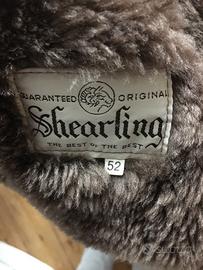 GUARANTEED ORIGINAL
Shearling
THE BEST OF THE BEST
52